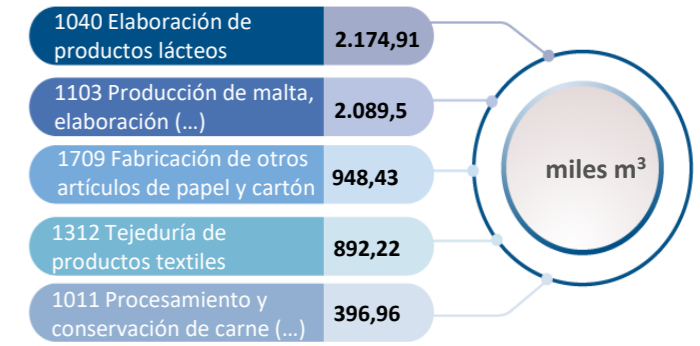 1040 Elaboración de
productos lácteos
2.174,91
1103 Producción de malta,
elaboración (...)
2.089,5
1709 Fabricación de otros
artículos de papel y cartón
948,43
1312 Tejeduría de
productos textiles
892,22
1011 Procesamiento y
conservación de carne (...)
396,96
miles m³